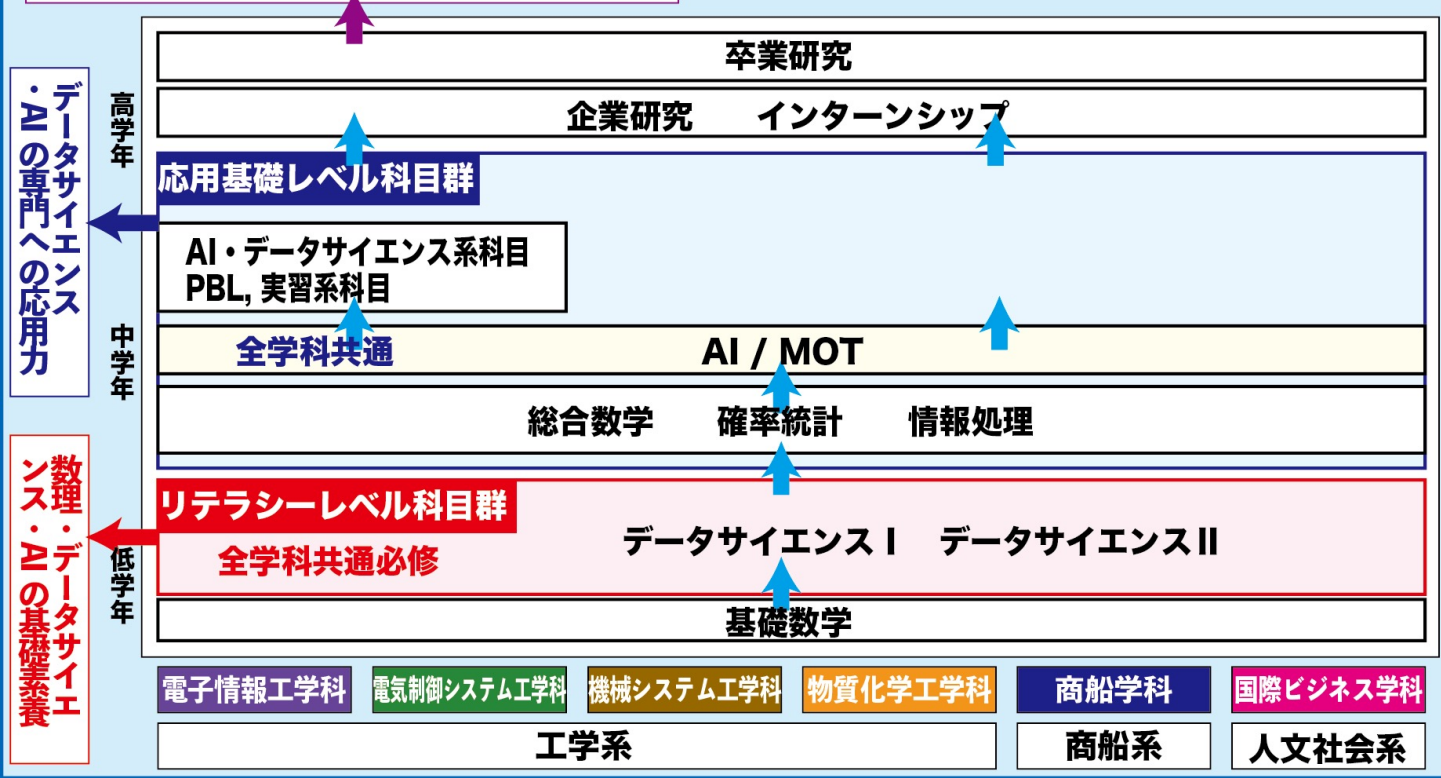 卒業研究
企業研究　インターンシップ
高学年
データサイエンス
・AIの専門への応用力
応用基礎レベル科目群
AI・データサイエンス系科目
PBL, 実習系科目
中学年
全学科共通
AI / MOT
総合数学　確率統計　情報処理
数理・データサイエ
ンス・AIの基礎素養
リテラシーレベル科目群
全学科共通必修
データサイエンスⅠ　データサイエンスⅡ
低学年
基礎数学
電子情報工学科
電気制御システム工学科
機械システム工学科
物質化学工学科
商船学科
国際ビジネス学科
工学系
商船系
人文社会系